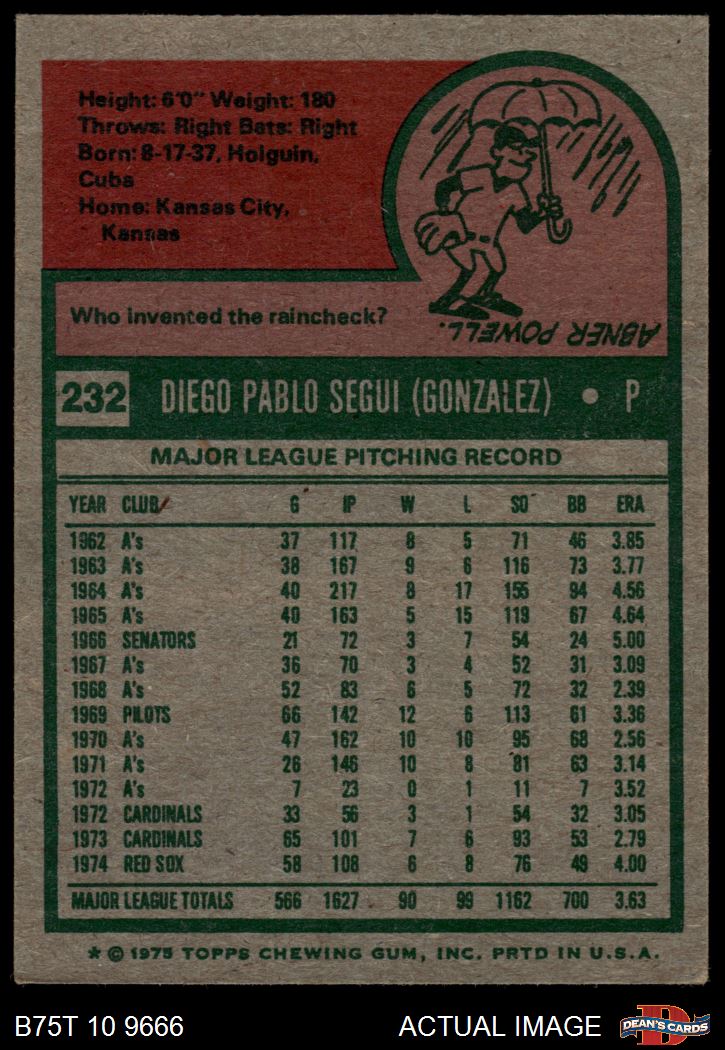 Height: 6'0" Weight: 180
Throws: Right Bats: Right
Born: 8-17-37, Holguin,
Cuba
Home: Kansas City,
Kansas
Who invented the raincheck?
ABNER POWELL.
232 DIEGO PABLO SEGUI (GONZALEZ) • P
MAJOR LEAGUE PITCHING RECORD
YEAR CLUB G IP W L SO BB ERA
1962 A's 37 117 8 5 71 46 3.85
1963 A's 38 167 9 6 116 73 3.77
1964 A's 40 217 8 17 155 94 4.56
1965 A's 40 163 5 15 119 67 4.64
1966 SENATORS 21 72 3 7 54 24 5.00
1967 A's 36 70 3 4 52 31 3.09
1968 A's 52 83 6 5 72 32 2.39
1969 PILOTS 66 142 12 6 113 61 3.36
1970 A's 47 162 10 10 95 68 2.56
1971 A's 26 146 10 8 81 63 3.14
1972 A's 7 23 0 1 11 7 3.52
1972 CARDINALS 33 56 3 1 54 32 3.05
1973 CARDINALS 65 101 7 6 93 53 2.79
1974 RED SOX 58 108 6 8 76 49 4.00
MAJOR LEAGUE TOTALS 566 1627 90 99 1162 700 3.63
* © 1975 TOPPS CHEWING GUM, INC. PRTD IN U.S.A.
B75T 10 9666 ACTUAL IMAGE D DEAN'S CARDS